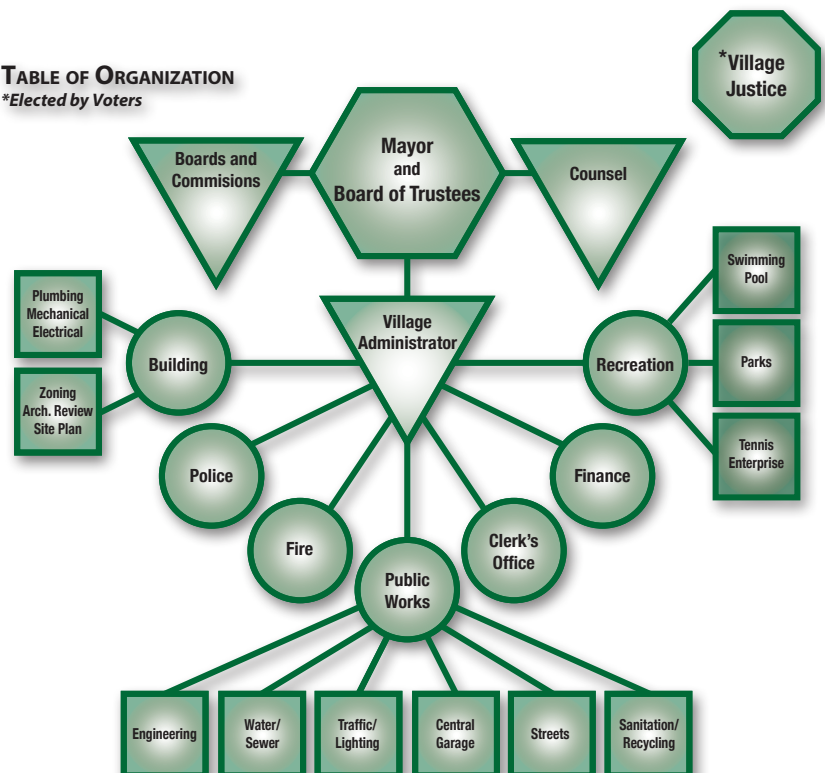 TABLE OF ORGANIZATION
*Elected by Voters
*Village
Justice
Mayor
and
Board of Trustees
Boards and
Commisions
Counsel
Village
Administrator
Plumbing
Mechanical
Electrical
Zoning
Arch. Review
Site Plan
Building
Recreation
Swimming
Pool
Parks
Tennis
Enterprise
Police
Finance
Fire
Clerk's
Office
Public
Works
Engineering
Water/
Sewer
Traffic/
Lighting
Central
Garage
Streets
Sanitation/
Recycling